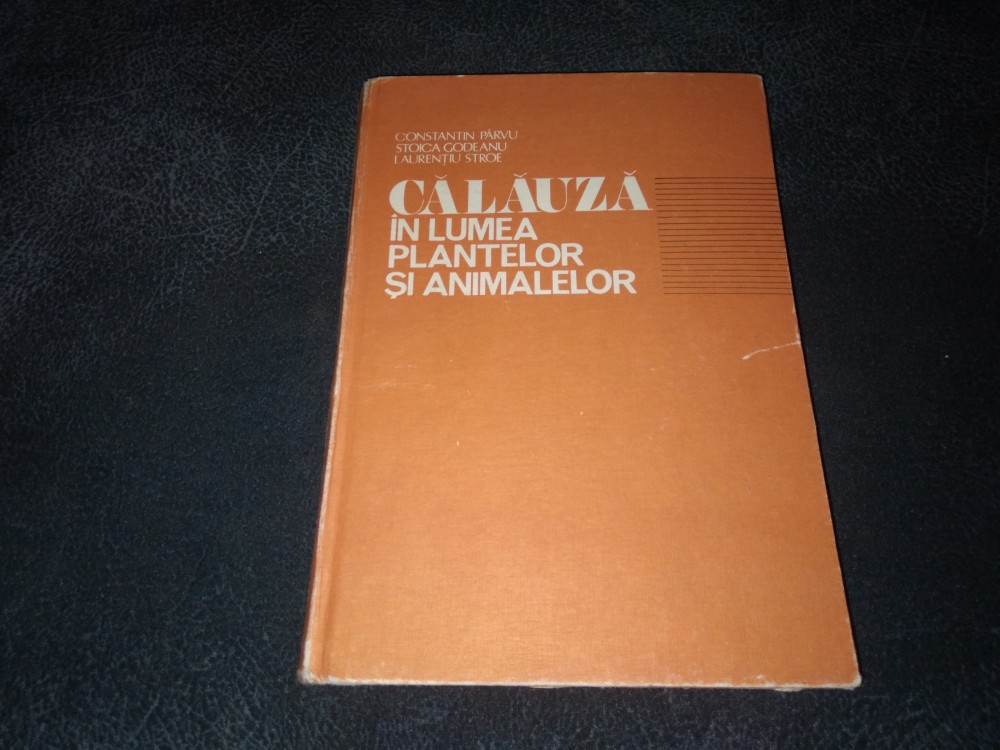 CONSTANTIN PÂRVU
STOICA GODEANU
LAURENȚIU STROE
CĂLĂUZĂ
ÎN LUMEA
PLANTELOR
ȘI ANIMALELOR